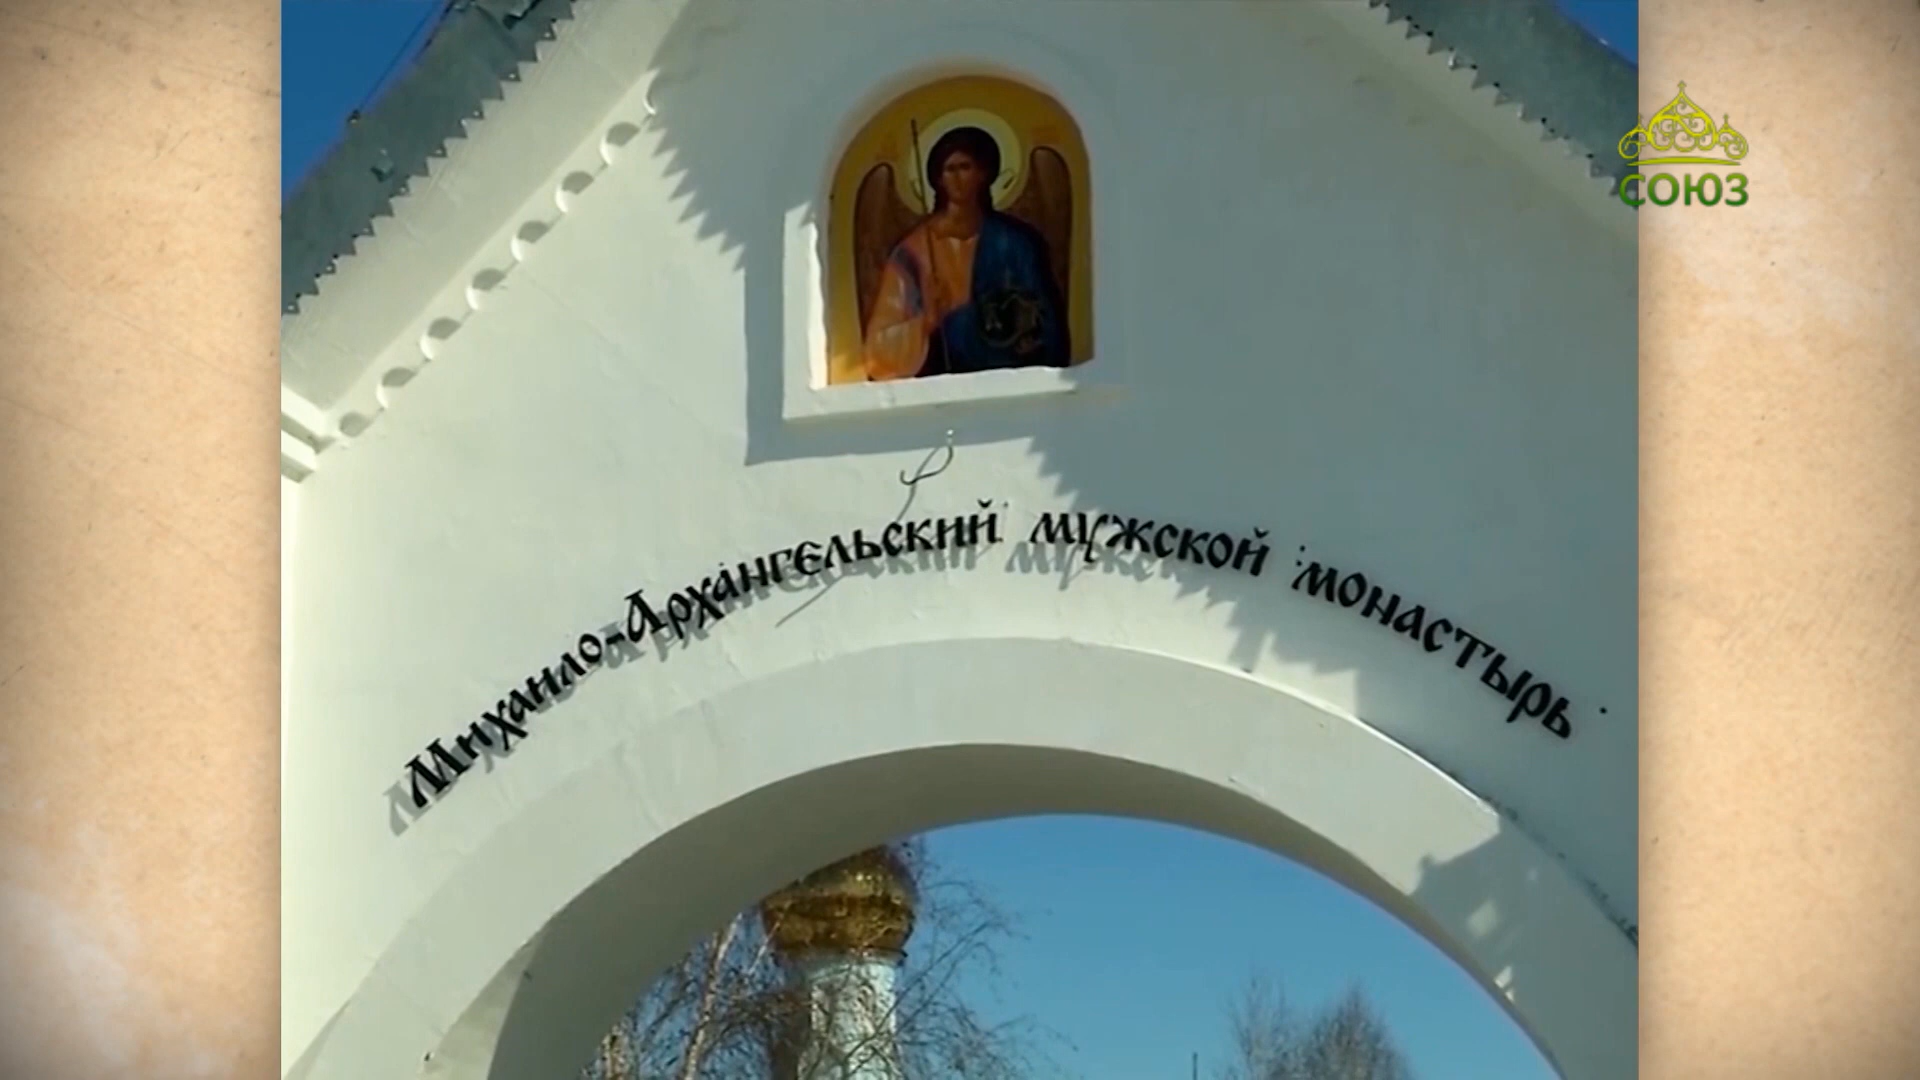 СОЮЗ
Михаило-Архангельский мужской монастырь